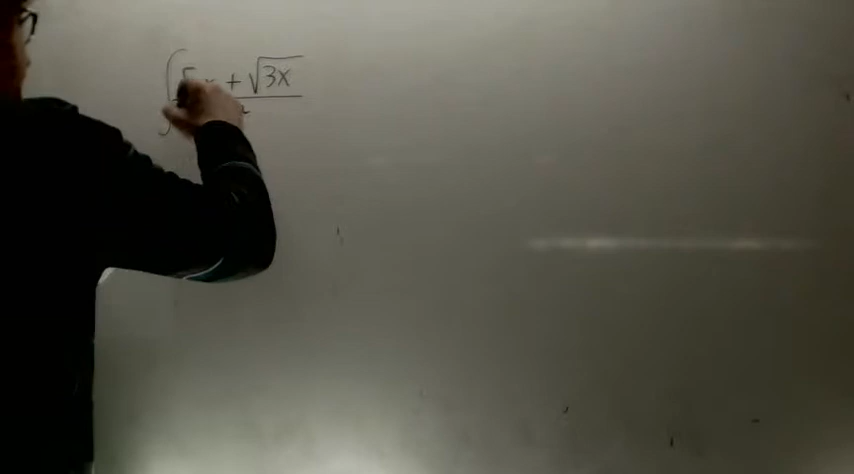 ∫ 5x + √3x